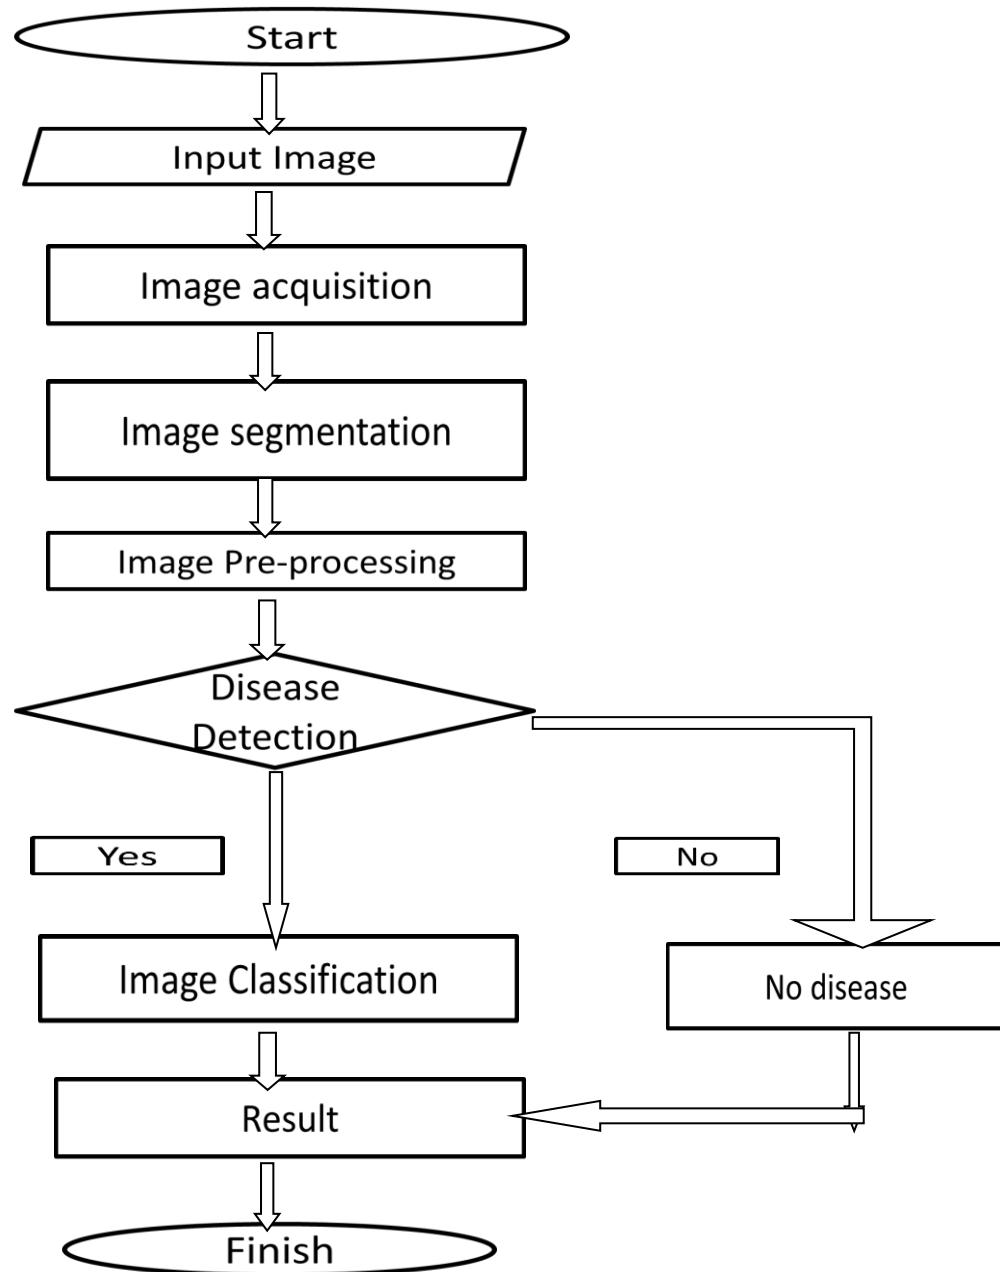 Start
Input Image
Image acquisition
Image segmentation
Image Pre-processing
Disease
Detection
Yes
No
Image Classification
No disease
Result
Finish